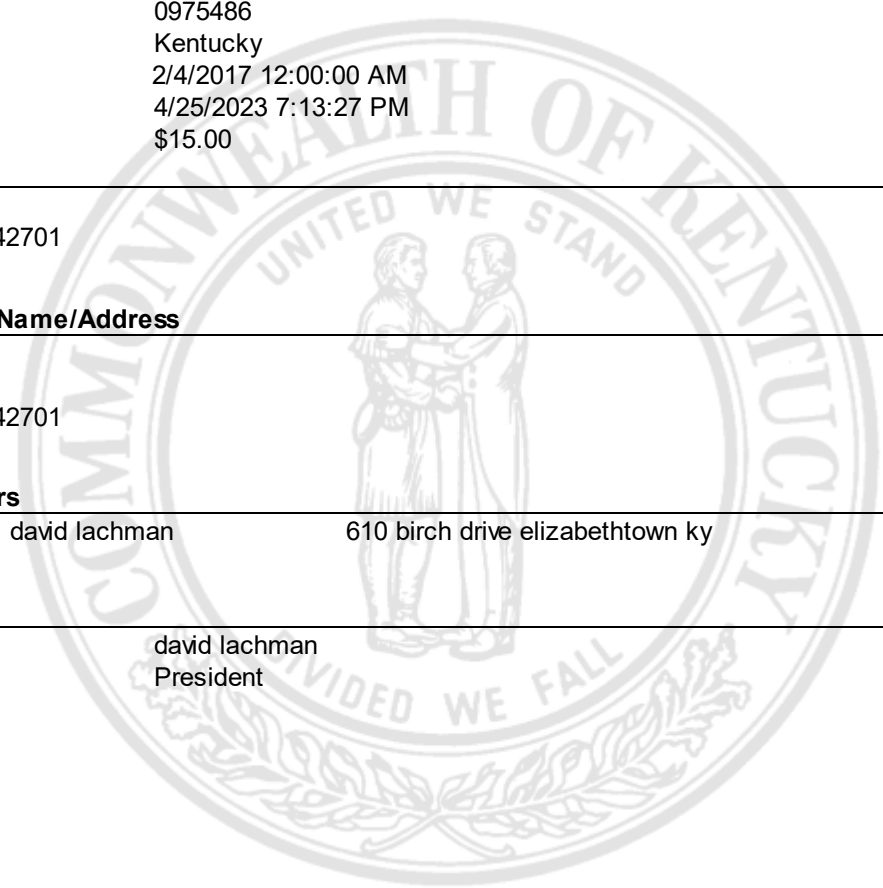 0975486
Kentucky
2/4/2017 12:00:00 AM
4/25/2023 7:13:27 PM
$15.00
COMMONWEALTH OF KENTUCKY
UNITED WE STAND
42701
Name/Address
42701
rs
david lachman 610 birch drive elizabethtown ky
david lachman
President
DIVIDED WE FALL